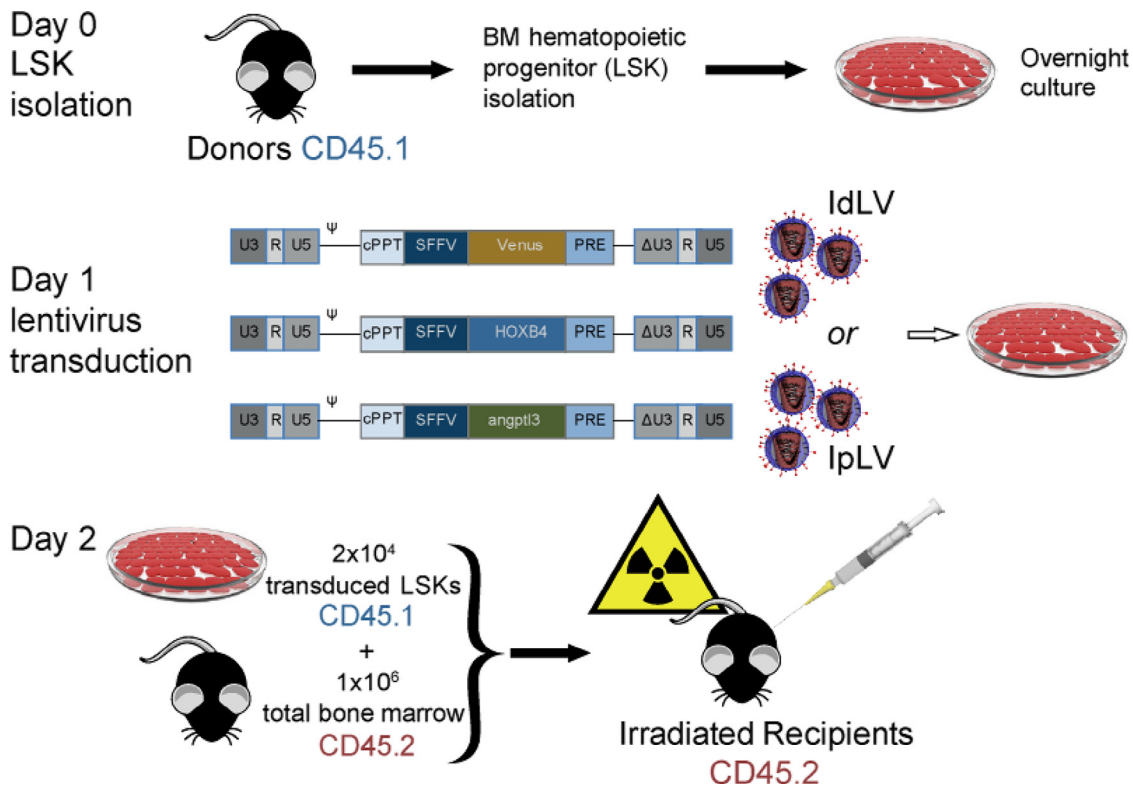 Day 0
LSK
isolation
BM hematopoietic
progenitor (LSK)
isolation
Overnight
culture
Donors CD45.1
Day 1
lentivirus
transduction
U3 R U5 Ψ cPPT SFFV Venus PRE ΔU3 R U5
U3 R U5 Ψ cPPT SFFV HOXB4 PRE ΔU3 R U5
U3 R U5 Ψ cPPT SFFV angptl3 PRE ΔU3 R U5
IdLV
or
IpLV
Day 2
2x10⁴
transduced LSKs
CD45.1
+
1x10⁶
total bone marrow
CD45.2
Irradiated Recipients
CD45.2